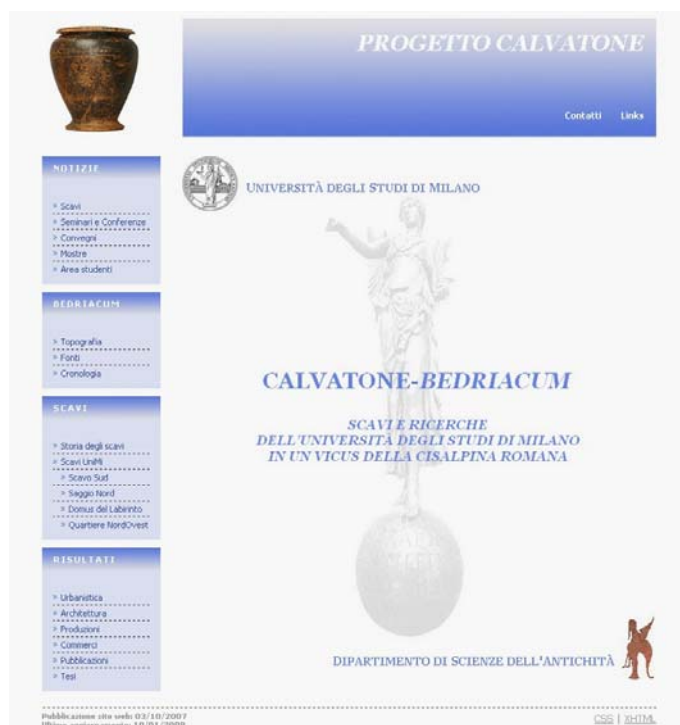 PROGETTO CALVATONE
Contatti Links
NOTIZIE
» Scavi
» Seminari e Conferenze
» Convegni
» Mostre
» Area studenti
BEDRIACUM
» Topografia
» Fonti
» Cronologia
SCAVI
» Storia degli scavi
» Scavi UniMi
» Scavo Sud
» Saggio Nord
» Domus del Labirinto
» Quartiere NordOvest
RISULTATI
» Urbanistica
» Architettura
» Produzioni
» Commerci
» Pubblicazioni
» Tesi
UNIVERSITÀ DEGLI STUDI DI MILANO
CALVATONE-BEDRIACUM
SCAVI E RICERCHE
DELL'UNIVERSITÀ DEGLI STUDI DI MILANO
IN UN VICUS DELLA CISALPINA ROMANA
DIPARTIMENTO DI SCIENZE DELL'ANTICHITÀ
Pubblicazione sito web: 03/10/2007
CSS | XHTML